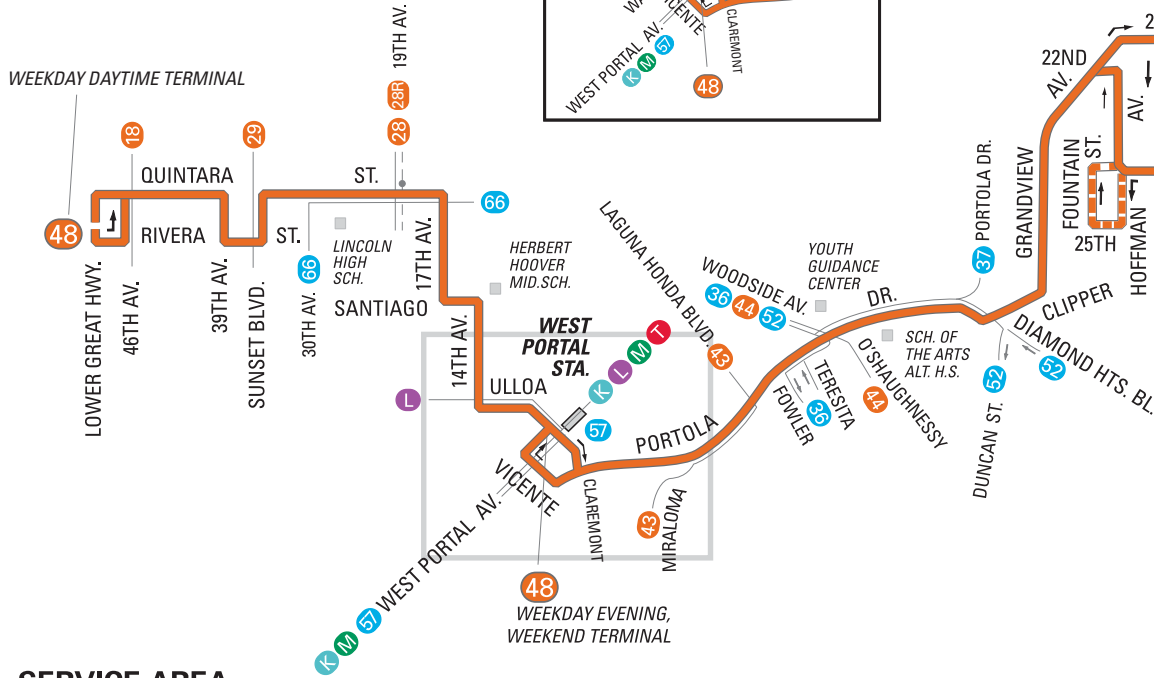 WEEKDAY DAYTIME TERMINAL
48
18
29
28
28R
19TH AV.
QUINTARA
ST.
RIVERA
ST.
66
66
LOWER GREAT HWY.
46TH AV.
39TH AV.
SUNSET BLVD.
30TH AV.
LINCOLN
HIGH
SCH.
17TH AV.
SANTIAGO
HERBERT
HOOVER
MID.SCH.
14TH AV.
WEST
PORTAL
STA.
K
L
M
T
ULLOA
L
57
VICENTE
CLAREMONT
WEST PORTAL AV.
K
M
57
48
WEEKDAY EVENING,
WEEKEND TERMINAL
PORTOLA
DR.
MIRALOMA
43
LAGUNA HONDA BLVD.
43
WOODSIDE AV.
36
44
52
YOUTH
GUIDANCE
CENTER
FOWLER
36
TERESITA
O'SHAUGHNESSY
44
SCH. OF
THE ARTS
ALT. H.S.
37
PORTOLA DR.
DUNCAN ST.
52
DIAMOND HTS. BL.
52
CLIPPER
GRANDVIEW
AV.
22ND
2
FOUNTAIN
ST.
25TH
HOFFMAN
AV.
VICENTE
CLAREMONT
WEST PORTAL AV.
K
M
57
48
SERVICE AREA